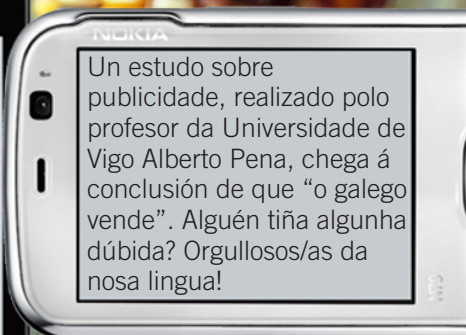 NOKIA
Un estudo sobre
publicidade, realizado polo
profesor da Universidade de
Vigo Alberto Pena, chega á
conclusión de que “o galego
vende”. Alguén tiña algunha
dúbida? Orgullosos/as da
nosa lingua!
N79